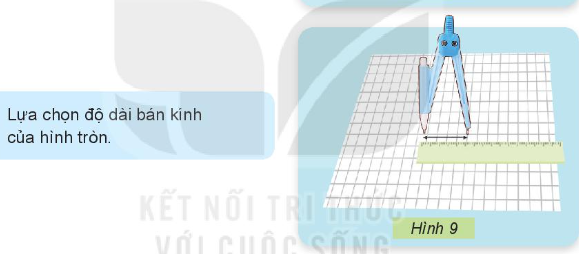 Lựa chọn độ dài bán kính
của hình tròn.
KẾT NỐI TRI THỨC
VỚI CUỘC SỐNG
Hình 9